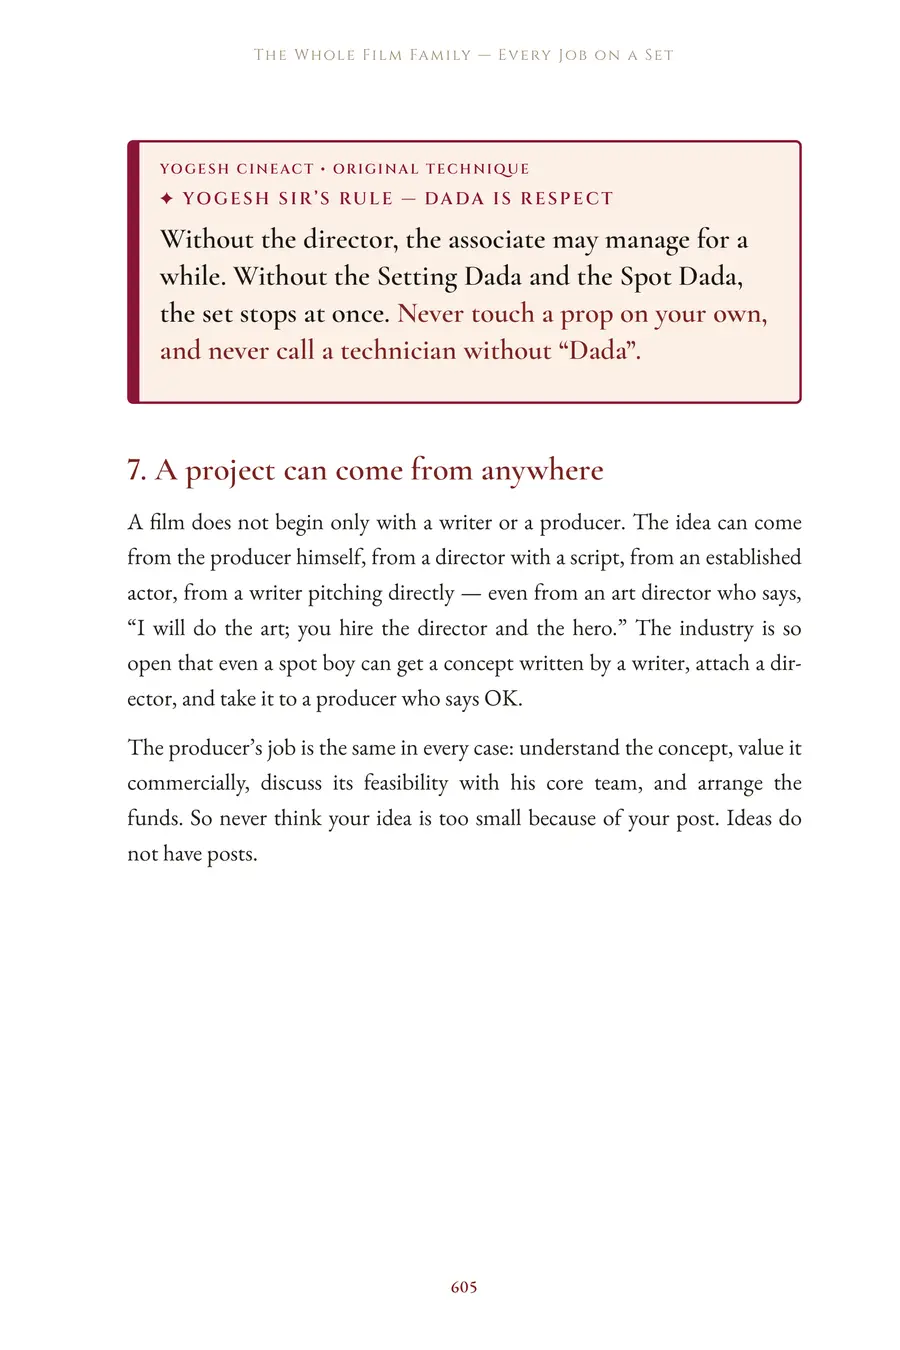 The Whole Film Family — Every Job on a Set
YOGESH CINEACT • ORIGINAL TECHNIQUE
✦ YOGESH SIR’S RULE — DADA IS RESPECT
Without the director, the associate may manage for a
while. Without the Setting Dada and the Spot Dada,
the set stops at once. Never touch a prop on your own,
and never call a technician without “Dada”.
7. A project can come from anywhere
A film does not begin only with a writer or a producer. The idea can come
from the producer himself, from a director with a script, from an established
actor, from a writer pitching directly — even from an art director who says,
“I will do the art; you hire the director and the hero.” The industry is so
open that even a spot boy can get a concept written by a writer, attach a dir-
ector, and take it to a producer who says OK.
The producer’s job is the same in every case: understand the concept, value it
commercially, discuss its feasibility with his core team, and arrange the
funds. So never think your idea is too small because of your post. Ideas do
not have posts.
605